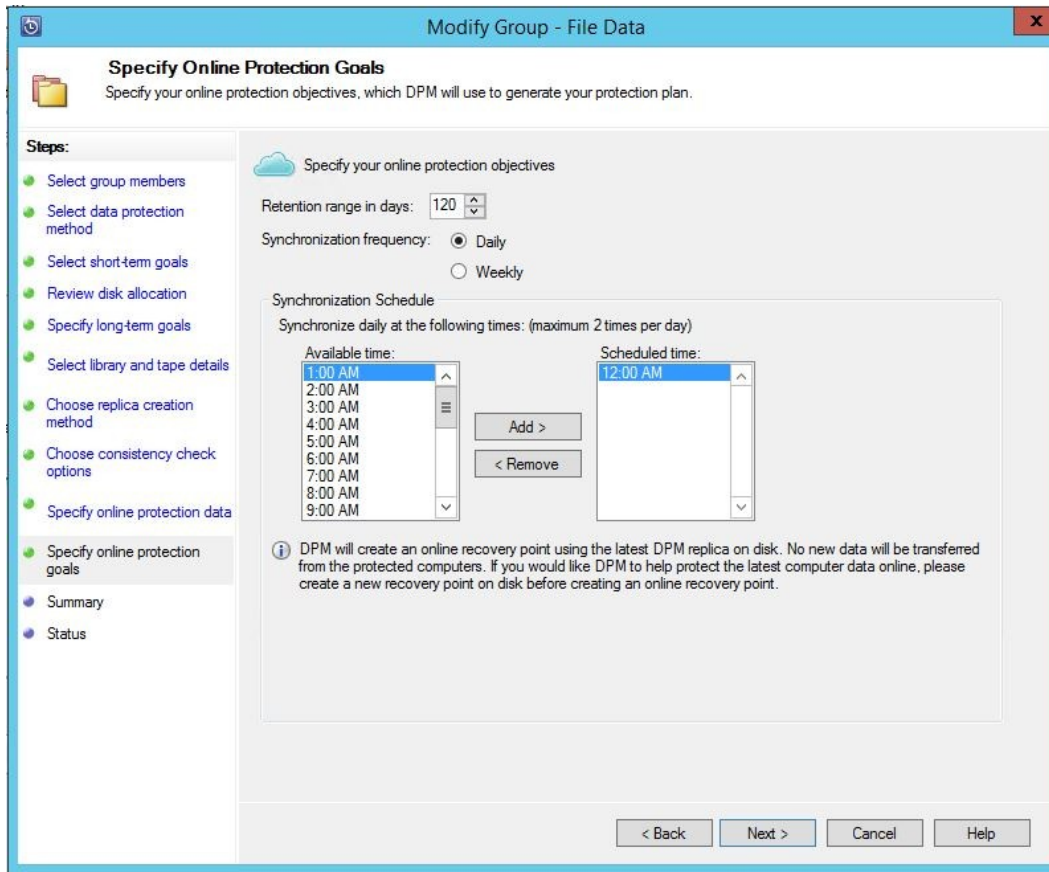 Modify Group - File Data
X
Specify Online Protection Goals
Specify your online protection objectives, which DPM will use to generate your protection plan.
Steps:
Select group members
Select data protection
method
Select short-term goals
Review disk allocation
Specify long-term goals
Select library and tape details
Choose replica creation
method
Choose consistency check
options
Specify online protection data
Specify online protection
goals
Summary
Status
Specify your online protection objectives
Retention range in days: 120
Synchronization frequency: Daily
Weekly
Synchronization Schedule
Synchronize daily at the following times: (maximum 2 times per day)
Available time:
1:00 AM
2:00 AM
3:00 AM
4:00 AM
5:00 AM
6:00 AM
7:00 AM
8:00 AM
9:00 AM
Add >
< Remove
Scheduled time:
12:00 AM
DPM will create an online recovery point using the latest DPM replica on disk. No new data will be transferred
from the protected computers. If you would like DPM to help protect the latest computer data online, please
create a new recovery point on disk before creating an online recovery point.
< Back Next > Cancel Help